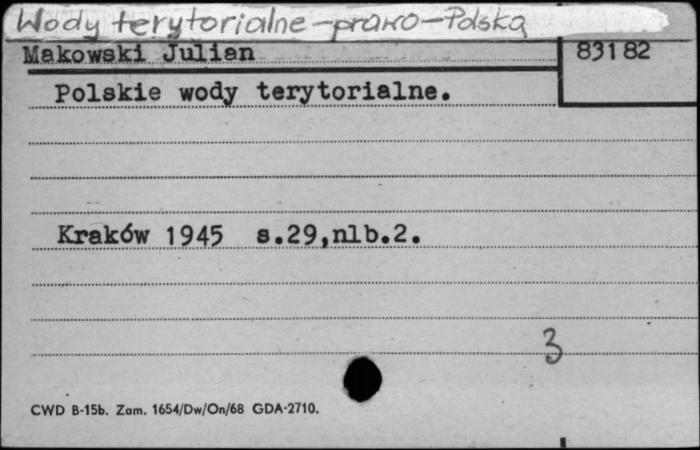 Wody terytorialne – prawo – Polska
Makowski Julian
83182
Polskie wody terytorialne.
Kraków 1945 s.29,nlb.2.
3
CWD B-15b. Zam. 1654/Dw/On/68 GDA-2710.